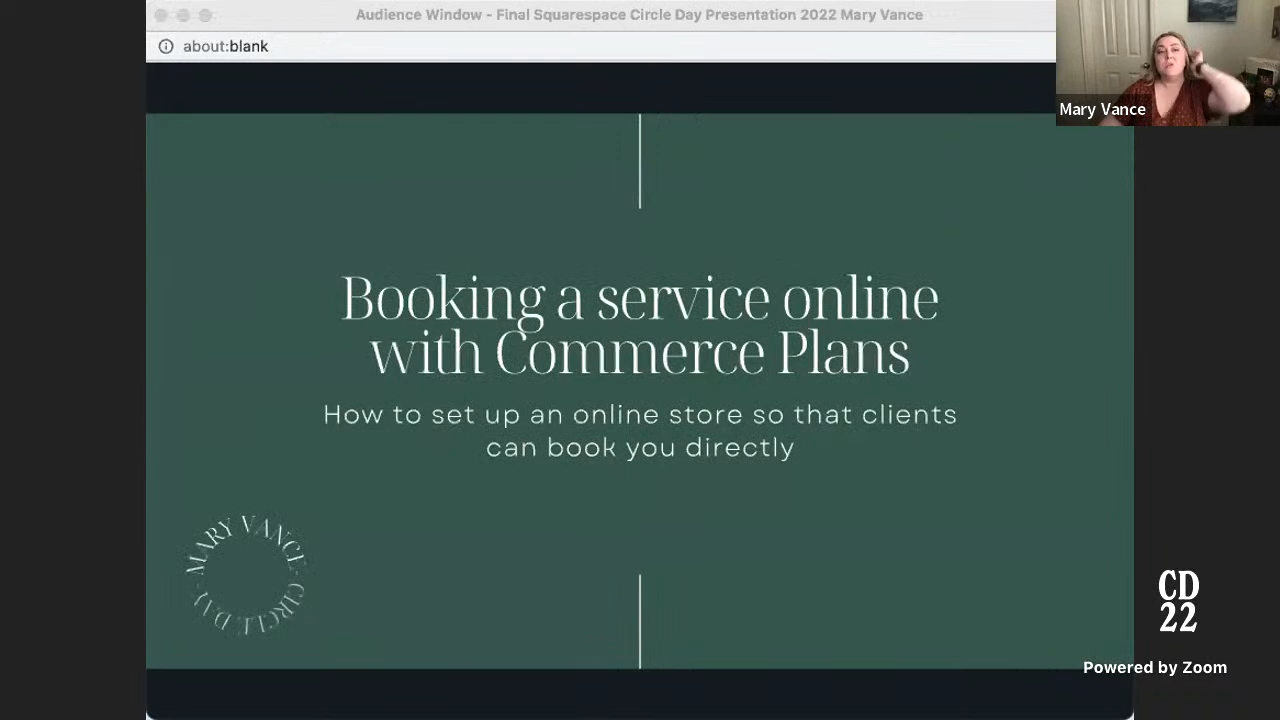 Audience Window - Final Squarespace Circle Day Presentation 2022 Mary Vance
about:blank
Mary Vance
Booking a service online
with Commerce Plans
How to set up an online store so that clients
can book you directly
MARY VANCE · CIRCLE DAY ·
CD
22
Powered by Zoom